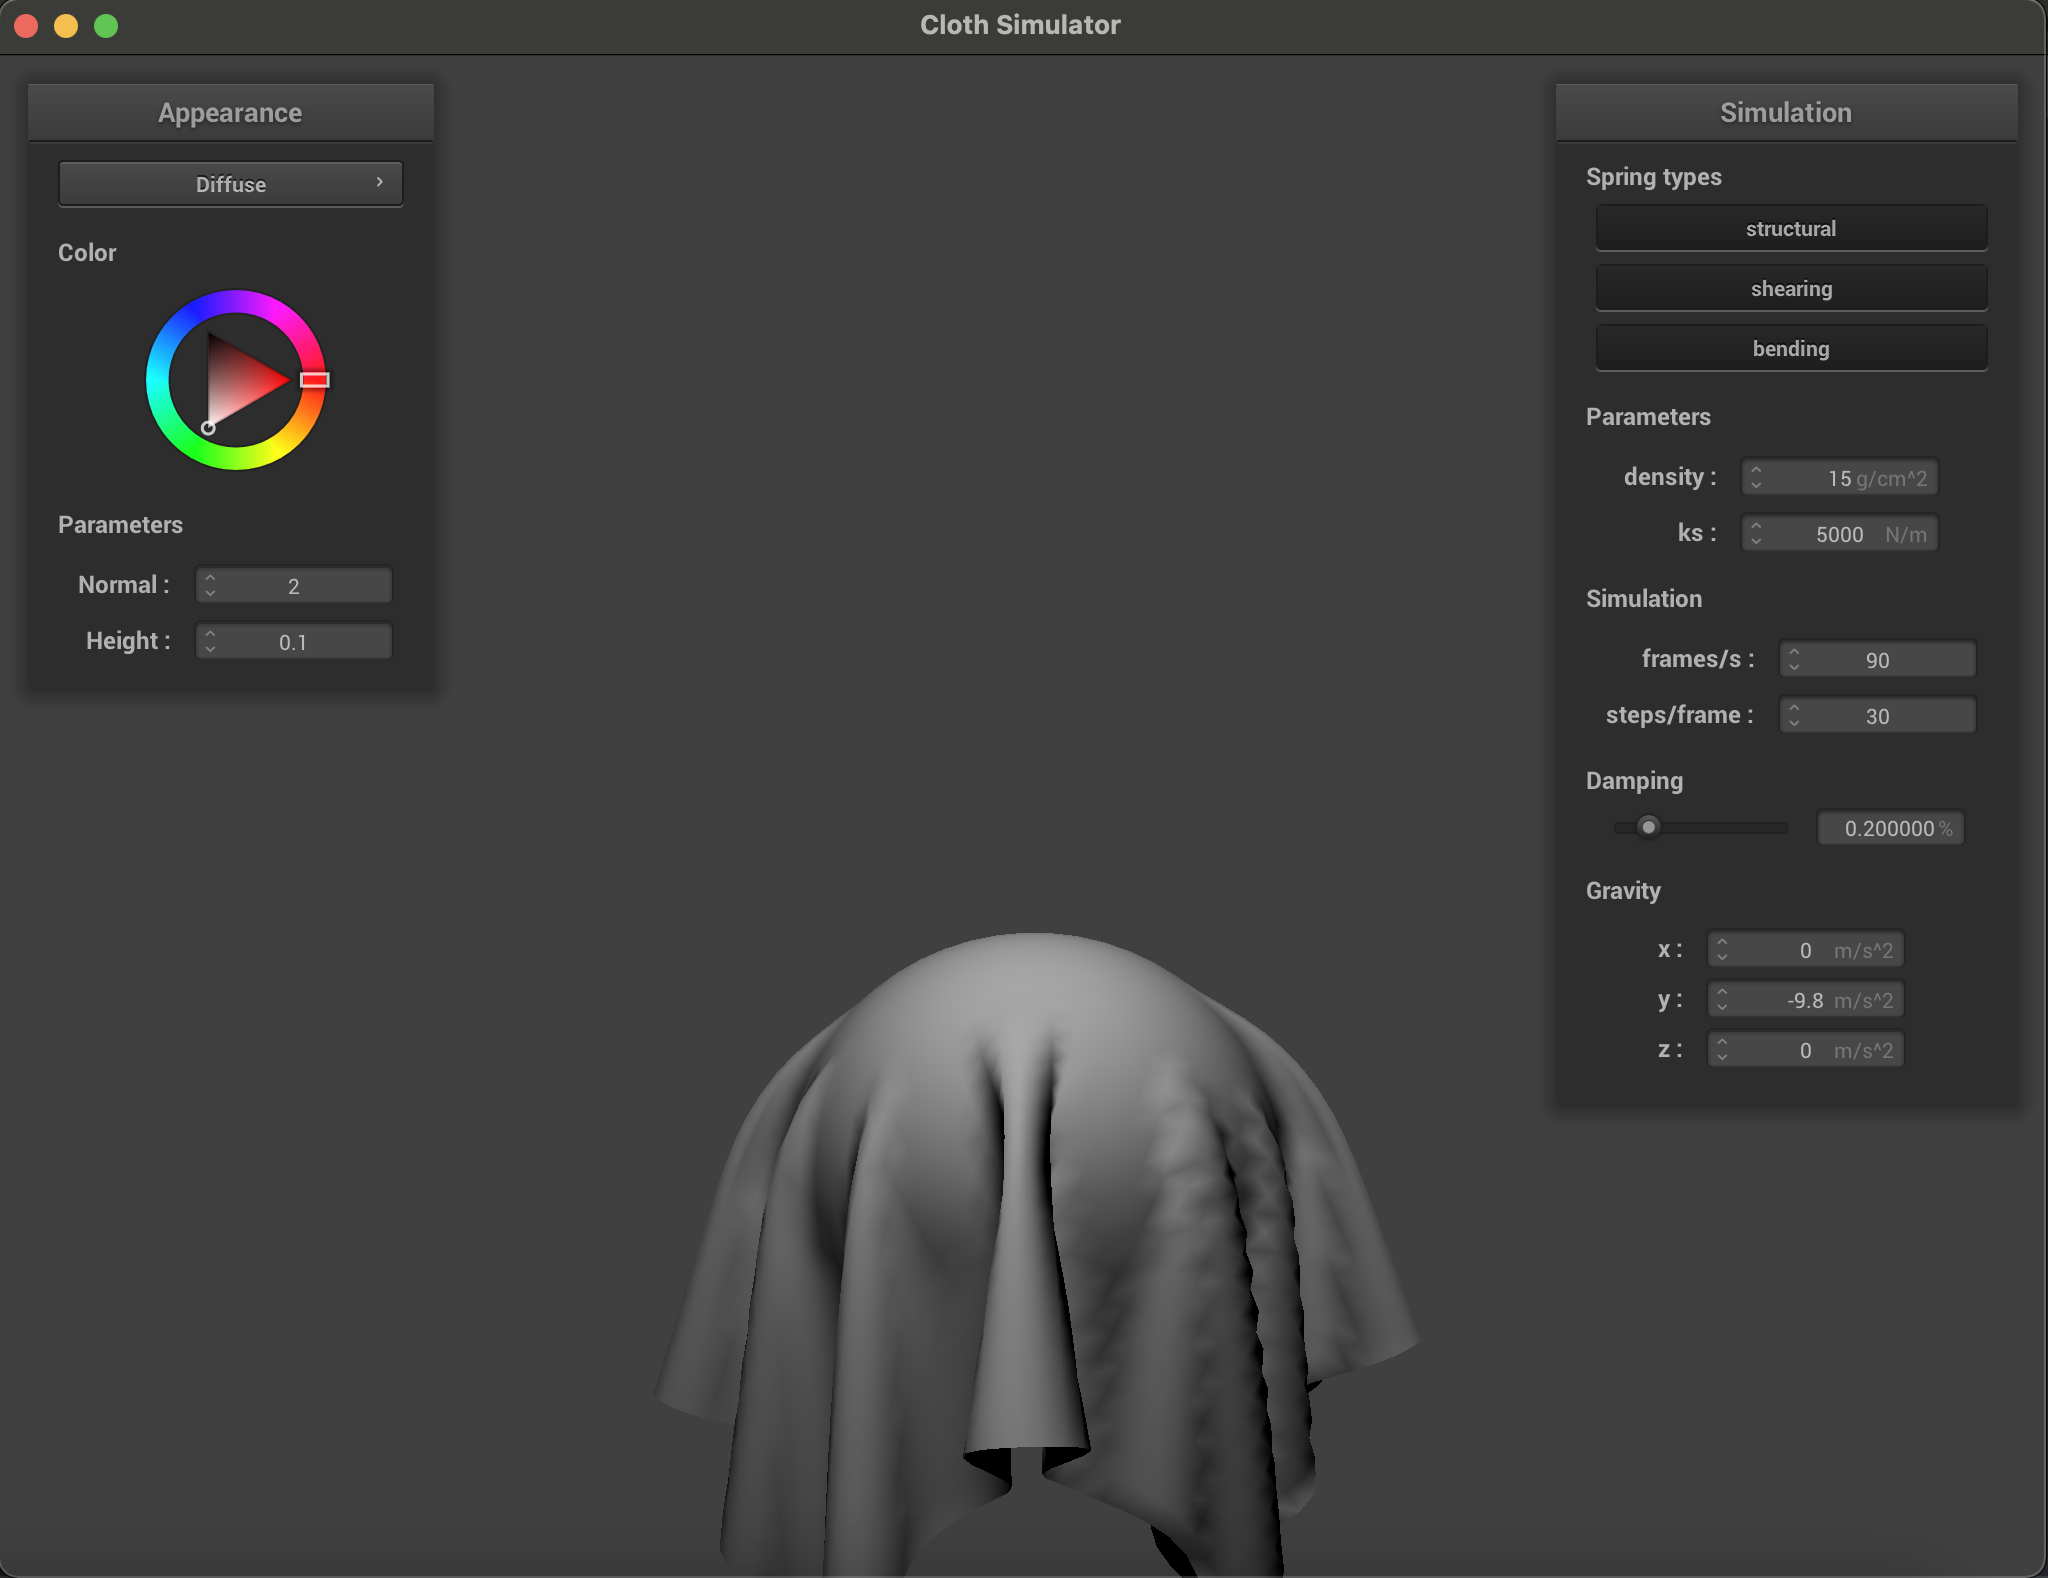 Cloth Simulator
Appearance
Diffuse
Color
Parameters
Normal : 2
Height : 0.1
Simulation
Spring types
structural
shearing
bending
Parameters
density : 15 g/cm^2
ks : 5000 N/m
Simulation
frames/s : 90
steps/frame : 30
Damping
0.200000 %
Gravity
x : 0 m/s^2
y : -9.8 m/s^2
z : 0 m/s^2